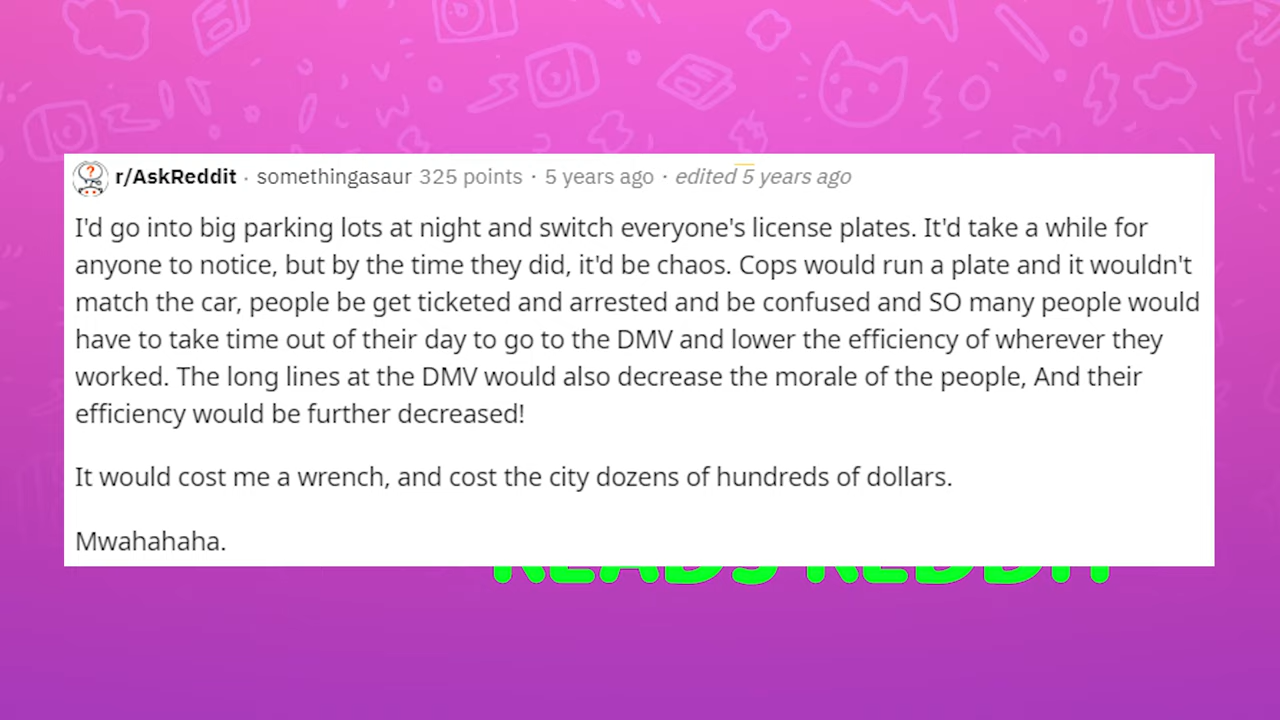 r/AskReddit · somethingasaur 325 points · 5 years ago · edited 5 years ago
I'd go into big parking lots at night and switch everyone's license plates. It'd take a while for
anyone to notice, but by the time they did, it'd be chaos. Cops would run a plate and it wouldn't
match the car, people be get ticketed and arrested and be confused and SO many people would
have to take time out of their day to go to the DMV and lower the efficiency of wherever they
worked. The long lines at the DMV would also decrease the morale of the people, And their
efficiency would be further decreased!
It would cost me a wrench, and cost the city dozens of hundreds of dollars.
Mwahahaha.
READS REDDIT